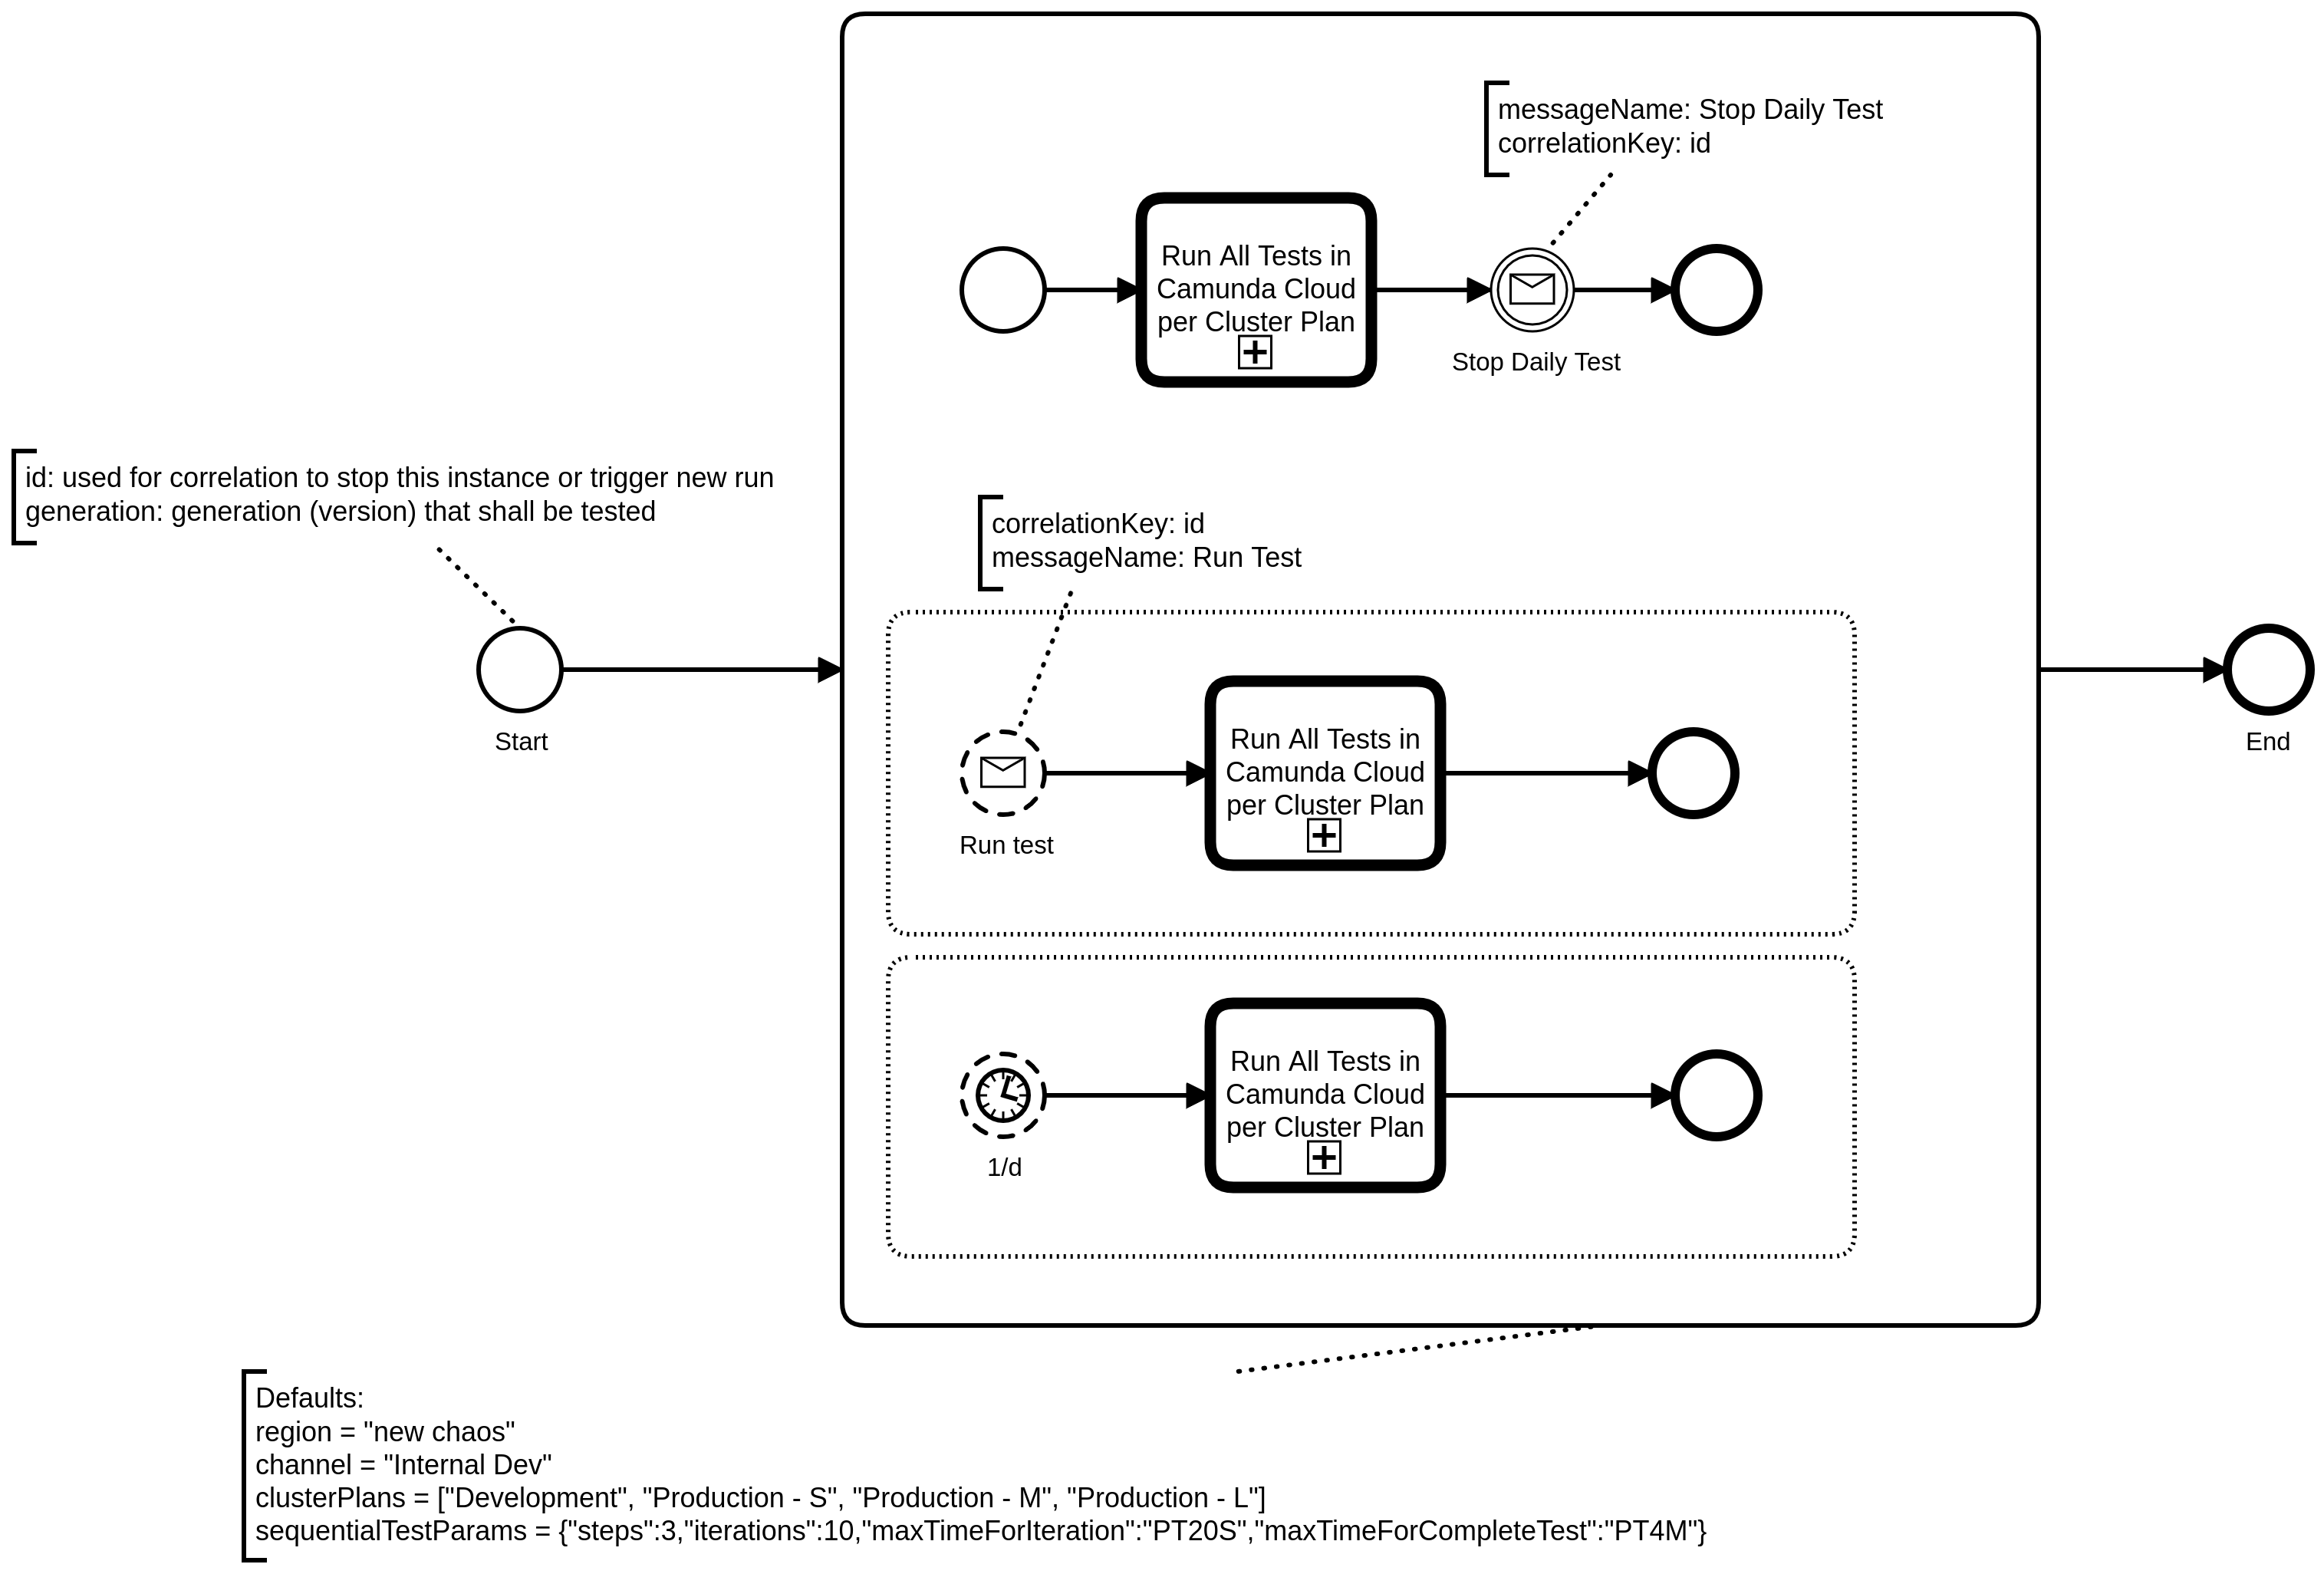 messageName: Stop Daily Test
correlationKey: id
Run All Tests in
Camunda Cloud
per Cluster Plan
Stop Daily Test
id: used for correlation to stop this instance or trigger new run
generation: generation (version) that shall be tested
correlationKey: id
messageName: Run Test
Start
Run All Tests in
Camunda Cloud
per Cluster Plan
Run test
End
Run All Tests in
Camunda Cloud
per Cluster Plan
1/d
Defaults:
region = "new chaos"
channel = "Internal Dev"
clusterPlans = ["Development", "Production - S", "Production - M", "Production - L"]
sequentialTestParams = {"steps":3,"iterations":10,"maxTimeForIteration":"PT20S","maxTimeForCompleteTest":"PT4M"}